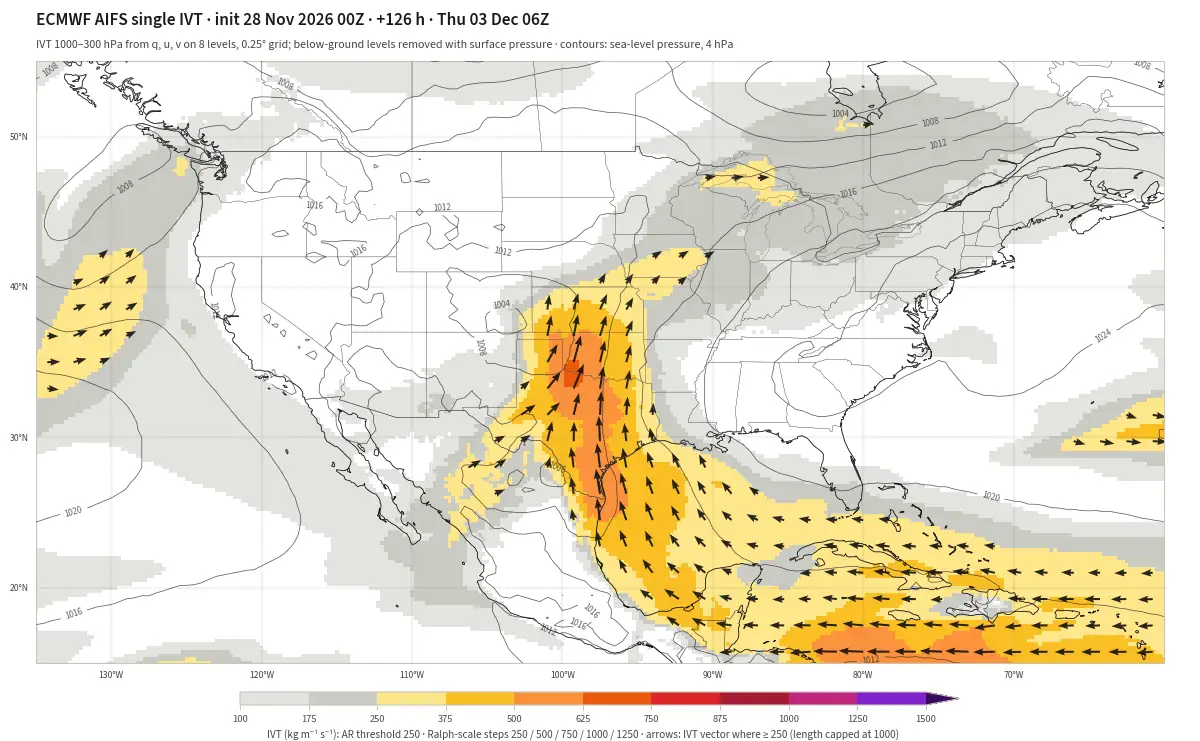 ECMWF AIFS single IVT · init 28 Nov 2026 00Z · +126 h · Thu 03 Dec 06Z
IVT 1000–300 hPa from q, u, v on 8 levels, 0.25° grid; below-ground levels removed with surface pressure · contours: sea-level pressure, 4 hPa
1008
1008
1008
50°N
1004
1008
1012
1008
1016
1016
1012
1016
1012
40°N
1004
1008
1024
30°N
1020
1020
20°N
1016
1016
1016
1012
1012
130°W 120°W 110°W 100°W 90°W 80°W 70°W
100 175 250 375 500 625 750 875 1000 1250 1500
IVT (kg m⁻¹ s⁻¹): AR threshold 250 · Ralph-scale steps 250 / 500 / 750 / 1000 / 1250 · arrows: IVT vector where ≥ 250 (length capped at 1000)